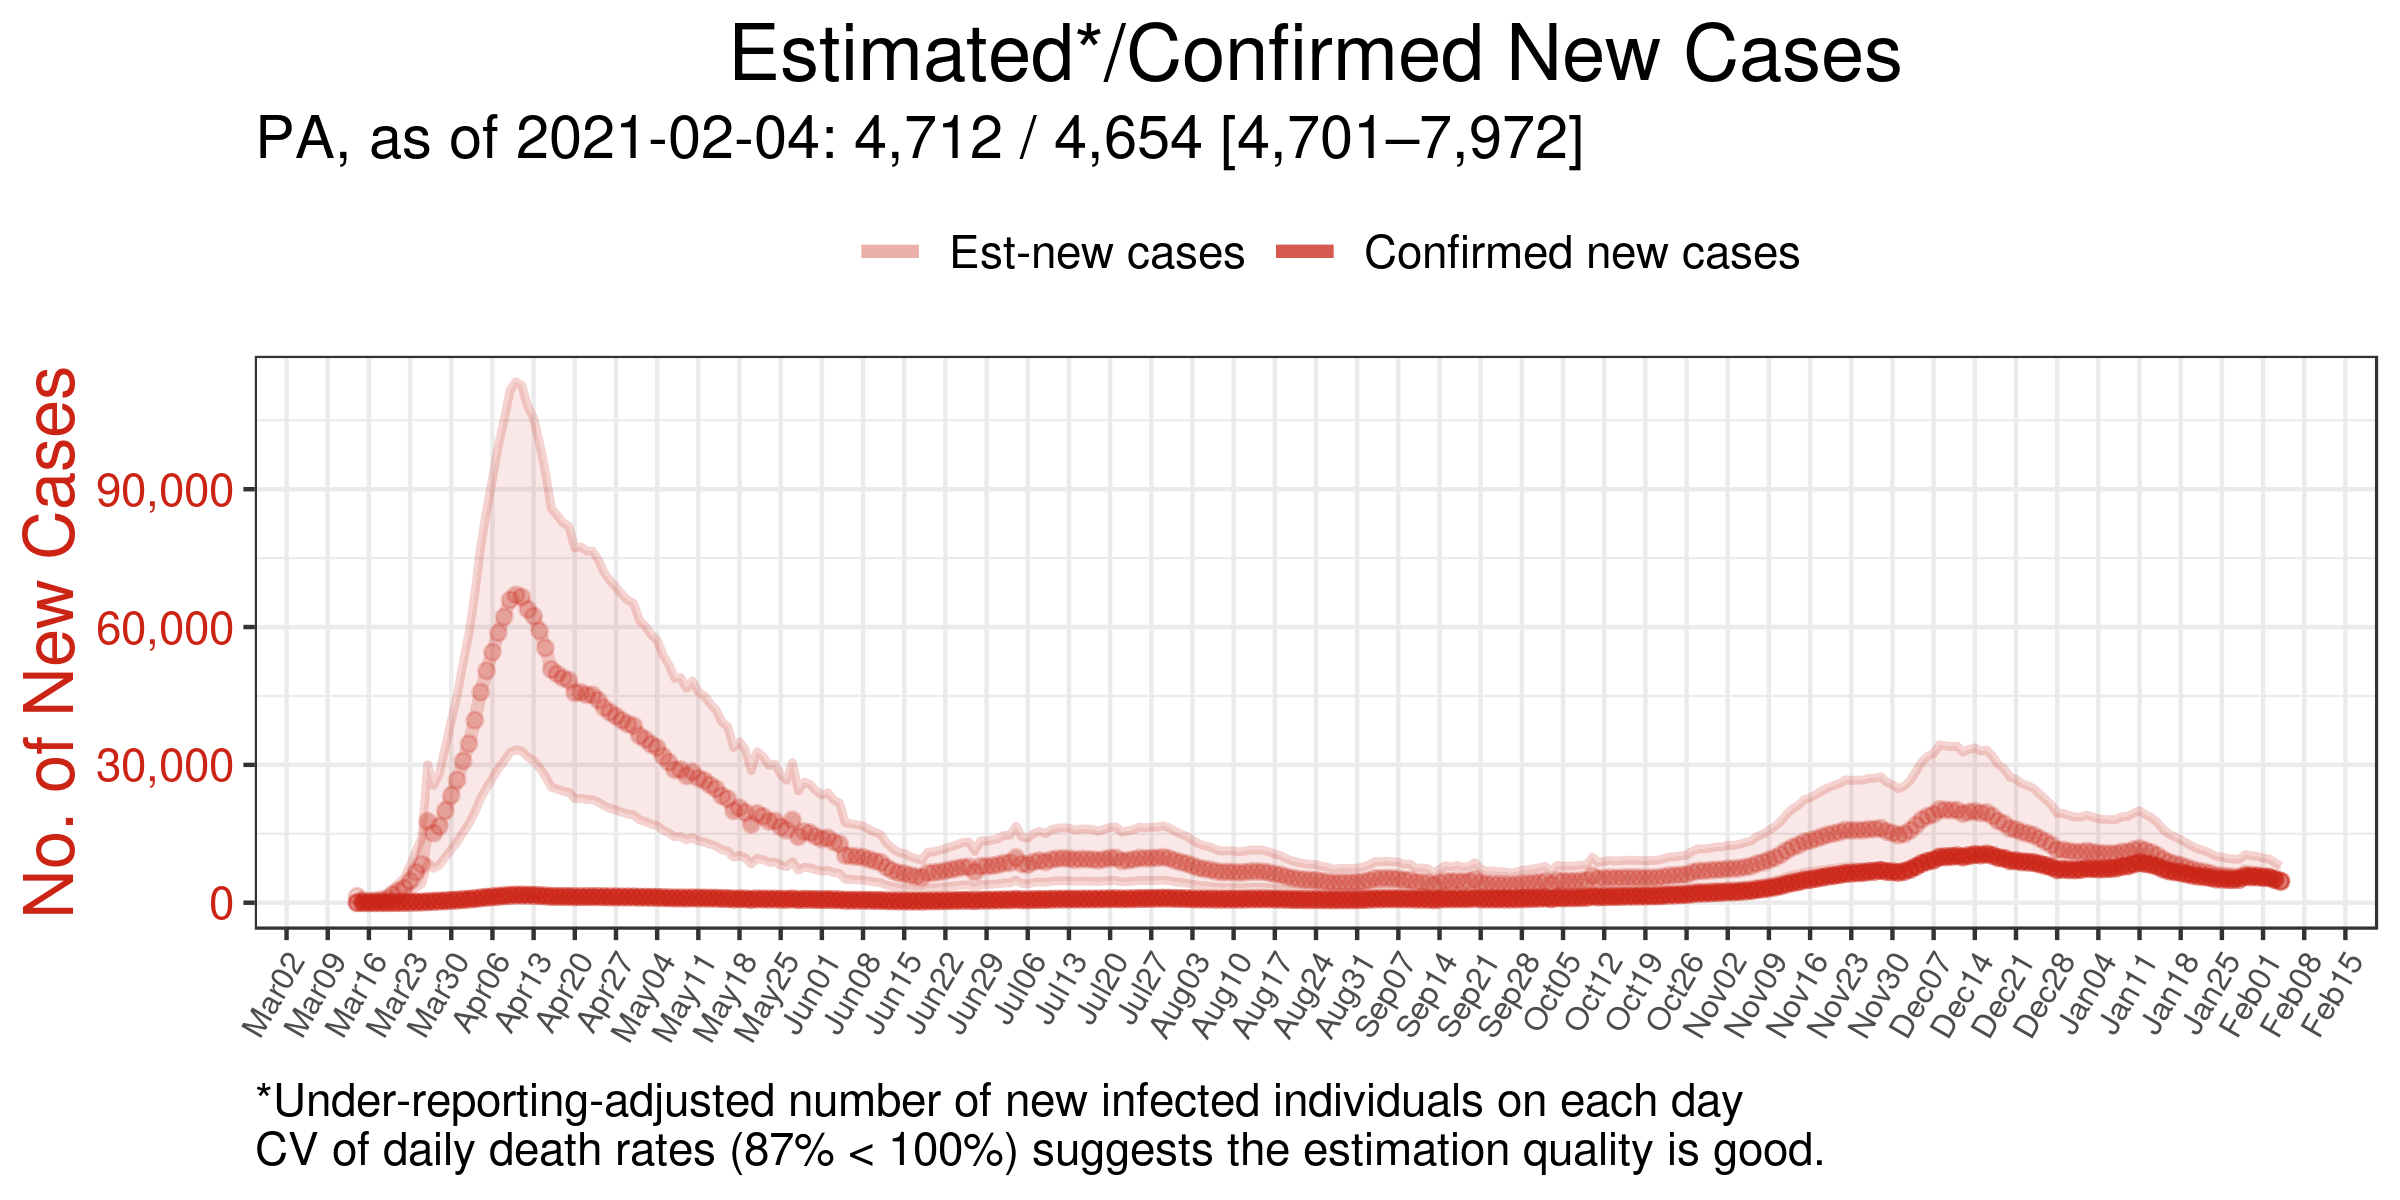 Estimated*/Confirmed New Cases
PA, as of 2021-02-04: 4,712 / 4,654 [4,701–7,972]
Est-new cases
Confirmed new cases
No. of New Cases
90,000
60,000
30,000
0
Mar02
Mar09
Mar16
Mar23
Mar30
Apr06
Apr13
Apr20
Apr27
May04
May11
May18
May25
Jun01
Jun08
Jun15
Jun22
Jun29
Jul06
Jul13
Jul20
Jul27
Aug03
Aug10
Aug17
Aug24
Aug31
Sep07
Sep14
Sep21
Sep28
Oct05
Oct12
Oct19
Oct26
Nov02
Nov09
Nov16
Nov23
Nov30
Dec07
Dec14
Dec21
Dec28
Jan04
Jan11
Jan18
Jan25
Feb01
Feb08
Feb15
*Under-reporting-adjusted number of new infected individuals on each day
CV of daily death rates (87% < 100%) suggests the estimation quality is good.